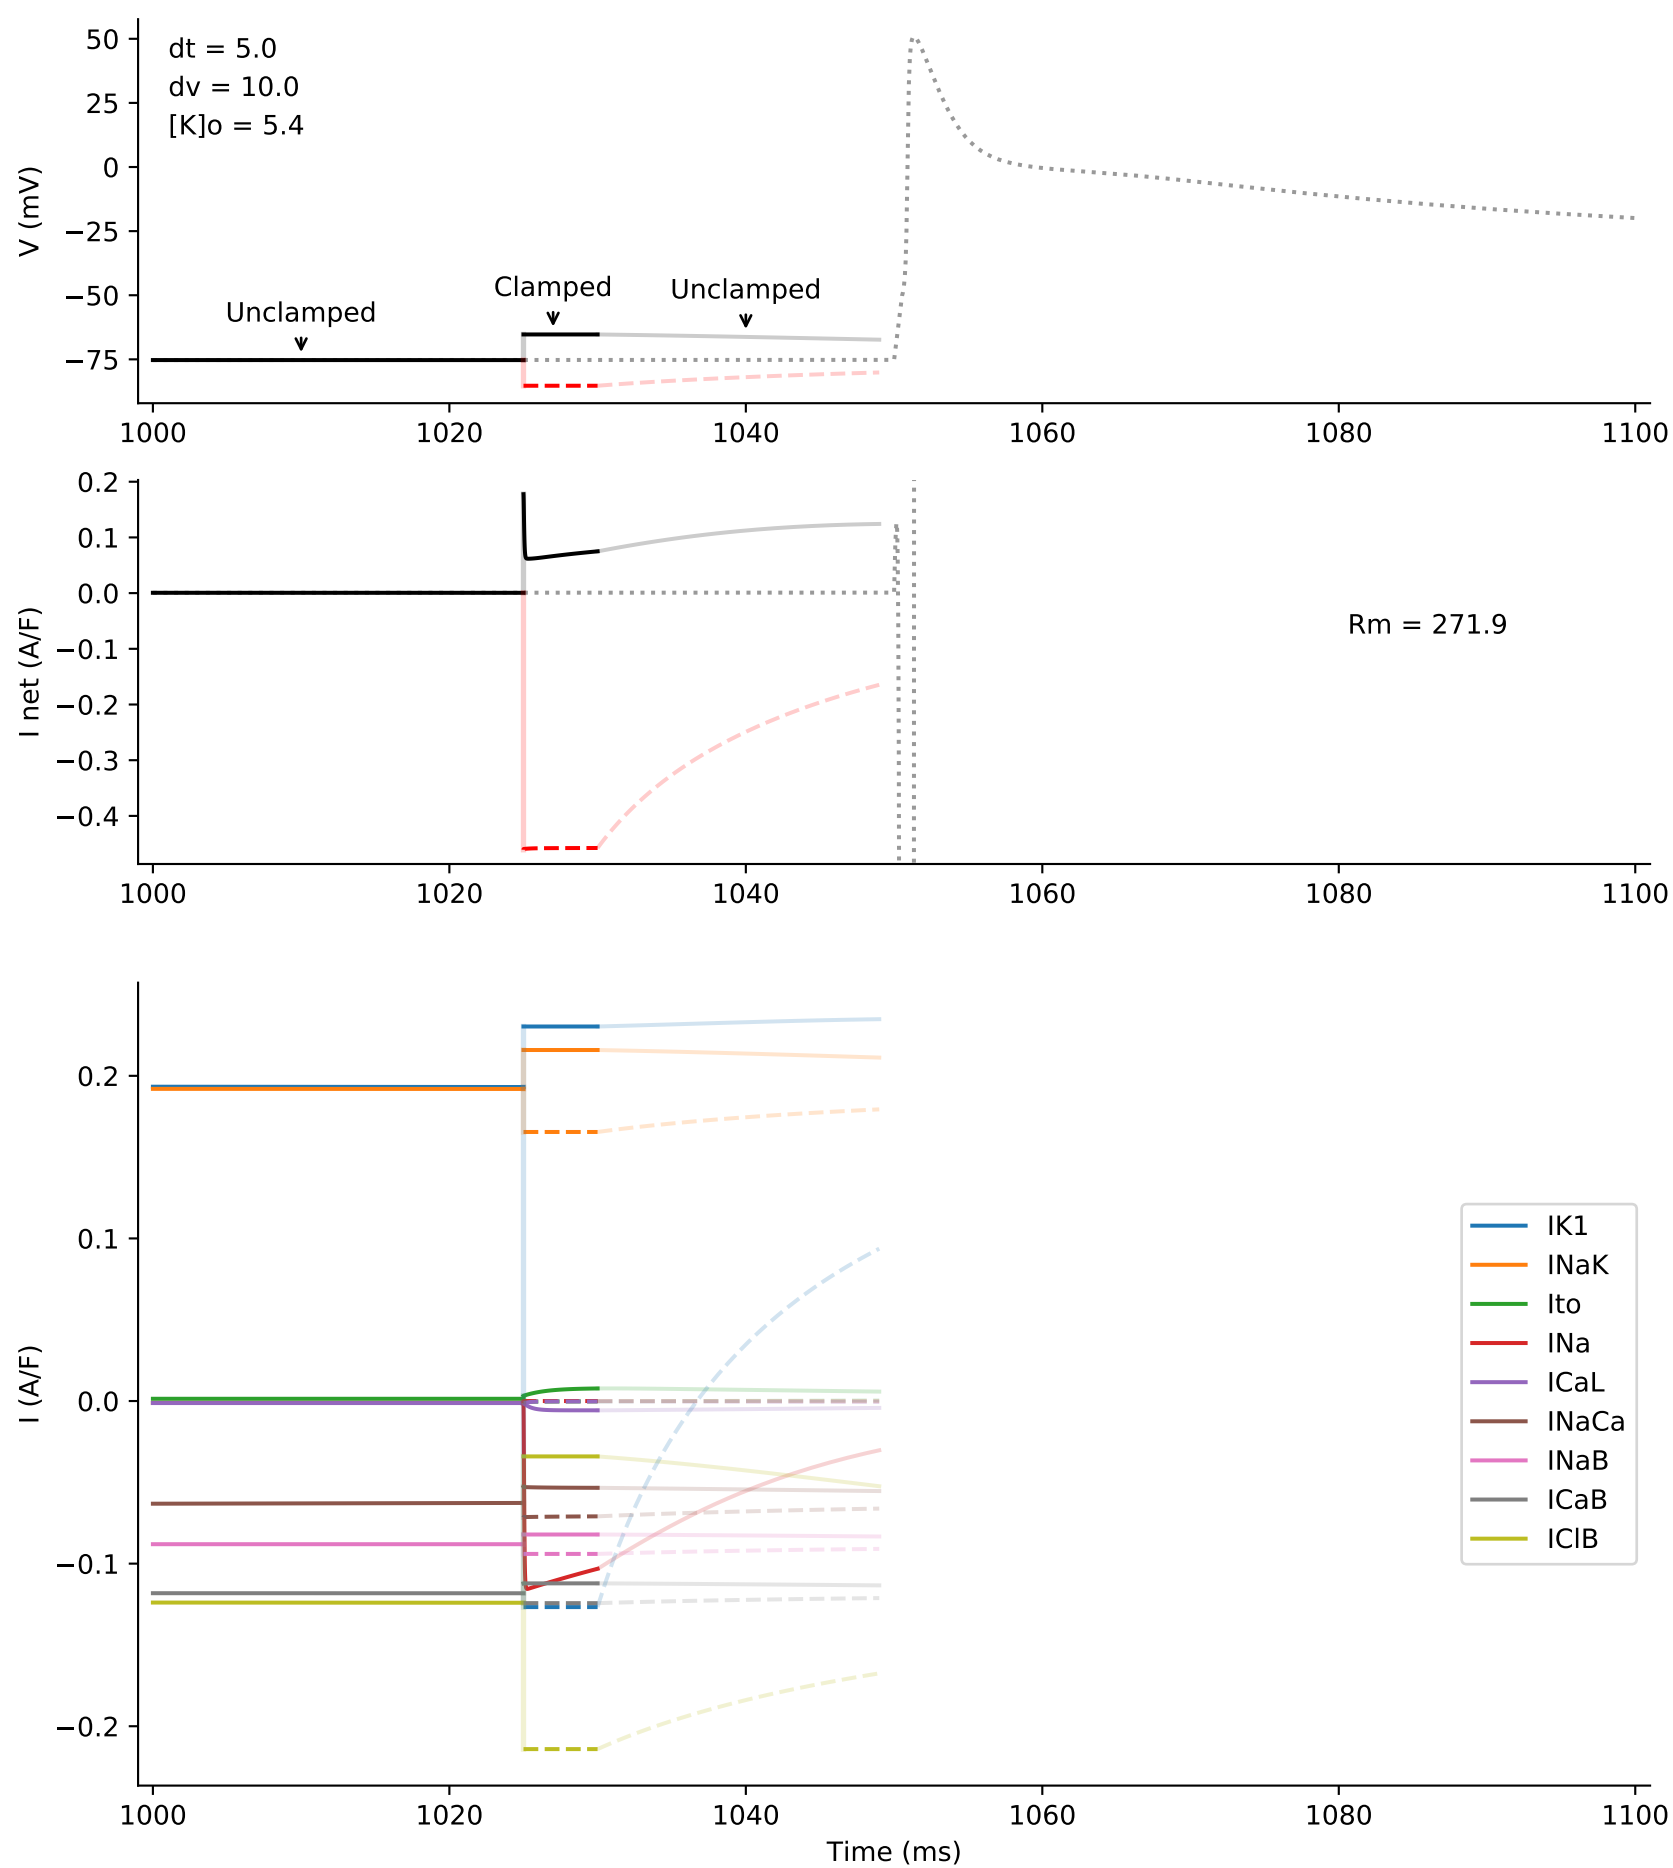 dt = 5.0
dv = 10.0
[K]o = 5.4
V (mV)
50
25
0
−25
−50
−75
Unclamped
Clamped
Unclamped
1000 1020 1040 1060 1080 1100
I net (A/F)
0.2
0.1
0.0
−0.1
−0.2
−0.3
−0.4
Rm = 271.9
1000 1020 1040 1060 1080 1100
I (A/F)
0.2
0.1
0.0
−0.1
−0.2
IK1
INaK
Ito
INa
ICaL
INaCa
INaB
ICaB
IClB
1000 1020 1040 1060 1080 1100
Time (ms)